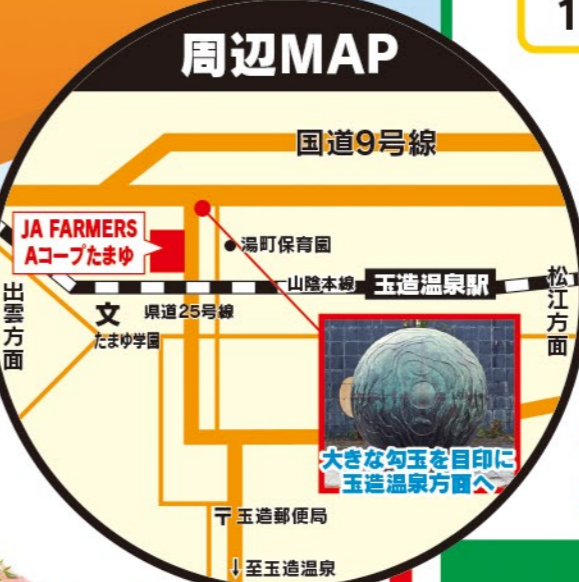 周辺MAP
1
国道9号線
JA FARMERS
Aコープたまゆ
湯町保育園
山陰本線
玉造温泉駅
出雲方面
松江方面
文
県道25号線
たまゆ学園
大きな勾玉を目印に
玉造温泉方面へ
〒玉造郵便局
↓至玉造温泉